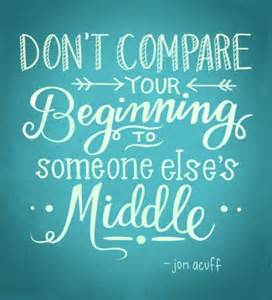 DON'T COMPARE
YOUR
Beginning
TO
someone else's
Middle
- jon acuff